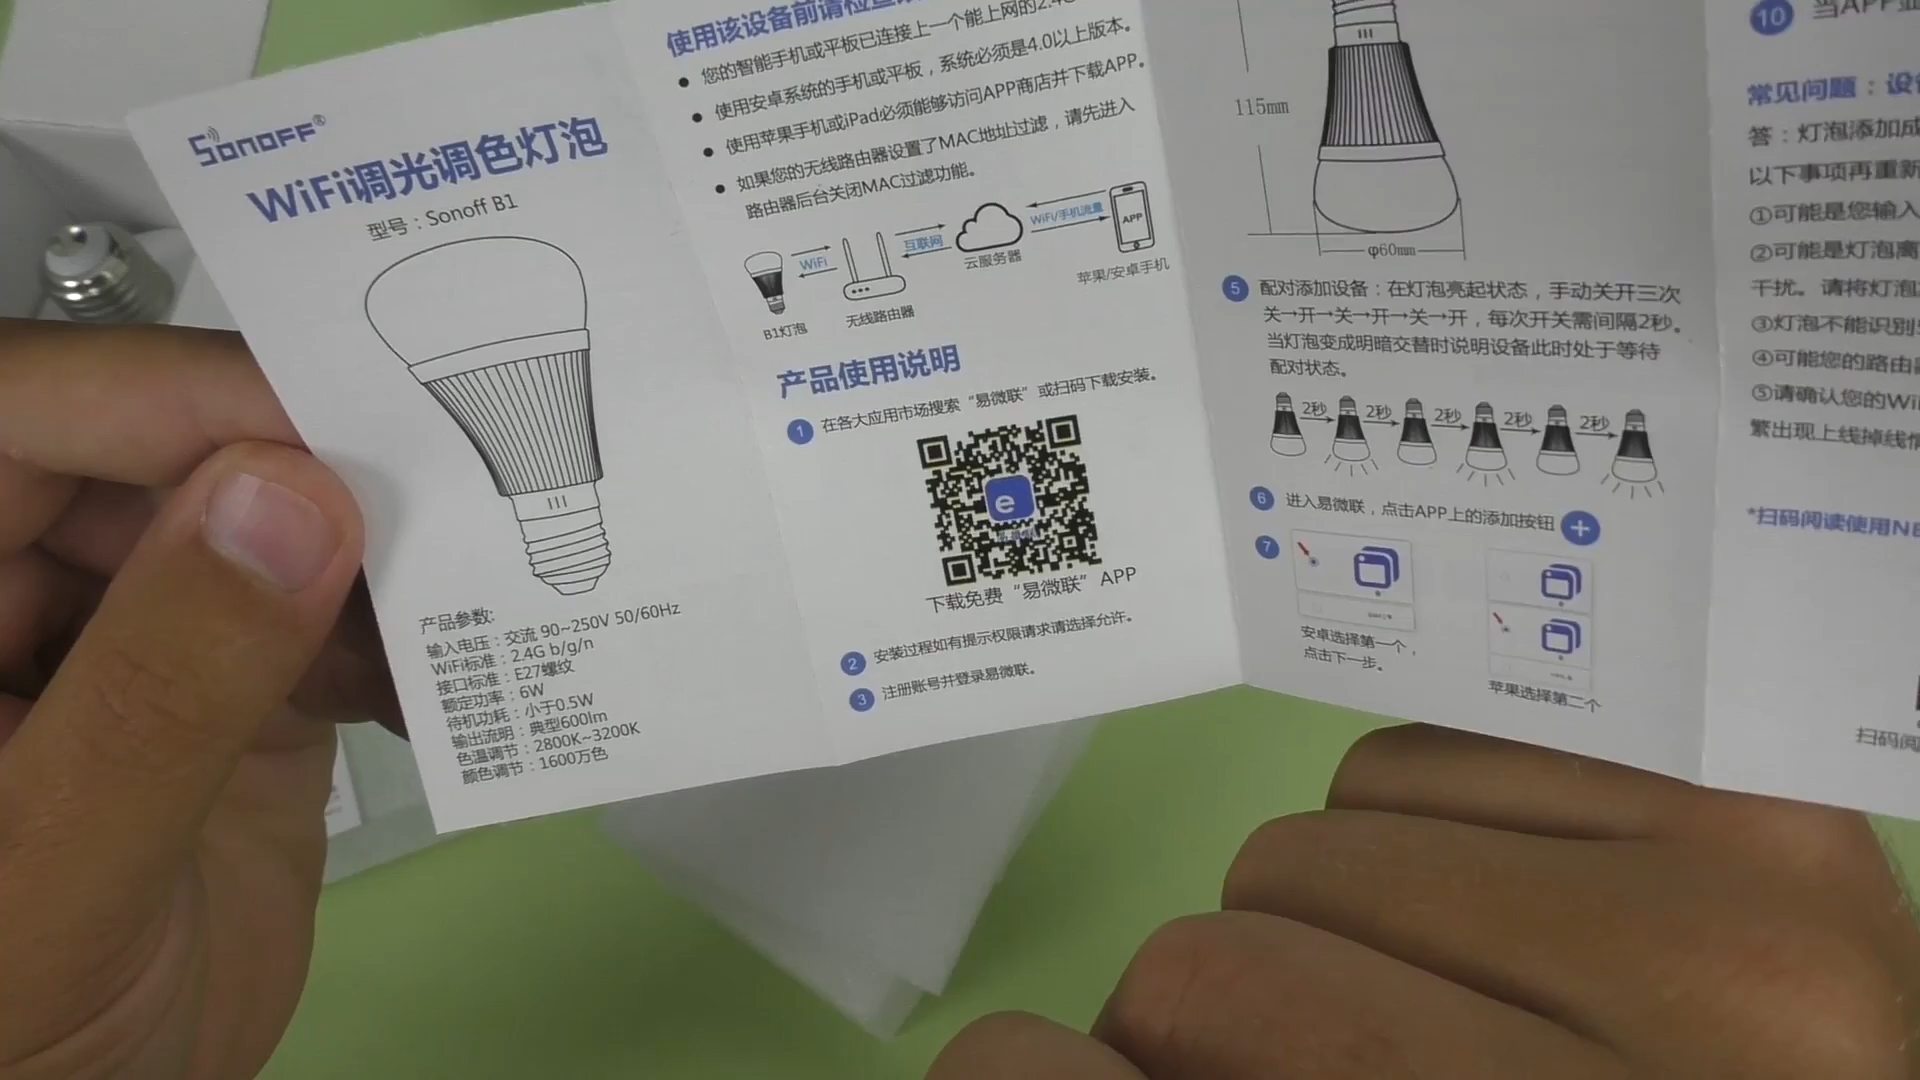 SONOFF®
WiFi调光调色灯泡
型号：Sonoff B1
产品参数:
输入电压：交流 90~250V 50/60Hz
WiFi标准：2.4G b/g/n
接口标准：E27螺纹
额定功率：6W
待机功耗：小于0.5W
输出流明：典型600lm
色温调节：2800K~3200K
颜色调节：1600万色
使用该设备前请检查
● 您的智能手机或平板已连接上一个能上网的2.4G
● 使用安卓系统的手机或平板，系统必须是4.0以上版本。
● 使用苹果手机或iPad必须能够访问APP商店并下载APP。
● 如果您的无线路由器设置了MAC地址过滤，请先进入
路由器后台关闭MAC过滤功能。
WiFi
互联网
WiFi/手机流量
APP
B1灯泡
无线路由器
云服务器
苹果/安卓手机
产品使用说明
1 在各大应用市场搜索“易微联”或扫码下载安装。
e
下载免费“易微联”APP
2 安装过程如有提示权限请求请选择允许。
3 注册账号并登录易微联。
115mm
φ60mm
5 配对添加设备：在灯泡亮起状态，手动关开三次
关→开→关→开→关→开，每次开关需间隔2秒。
当灯泡变成明暗交替时说明设备此时处于等待
配对状态。
2秒 2秒 2秒 2秒 2秒
6 进入易微联，点击APP上的添加按钮 +
7
安卓选择第一个，
点击下一步。
苹果选择第二个
10 当APP
常见问题：设
答：灯泡添加成
以下事项再重新
①可能是您输入
②可能是灯泡离
干扰。请将灯泡
③灯泡不能识别
④可能您的路由
⑤请确认您的Wi
繁出现上线掉线
*扫码阅读使用
扫码阅